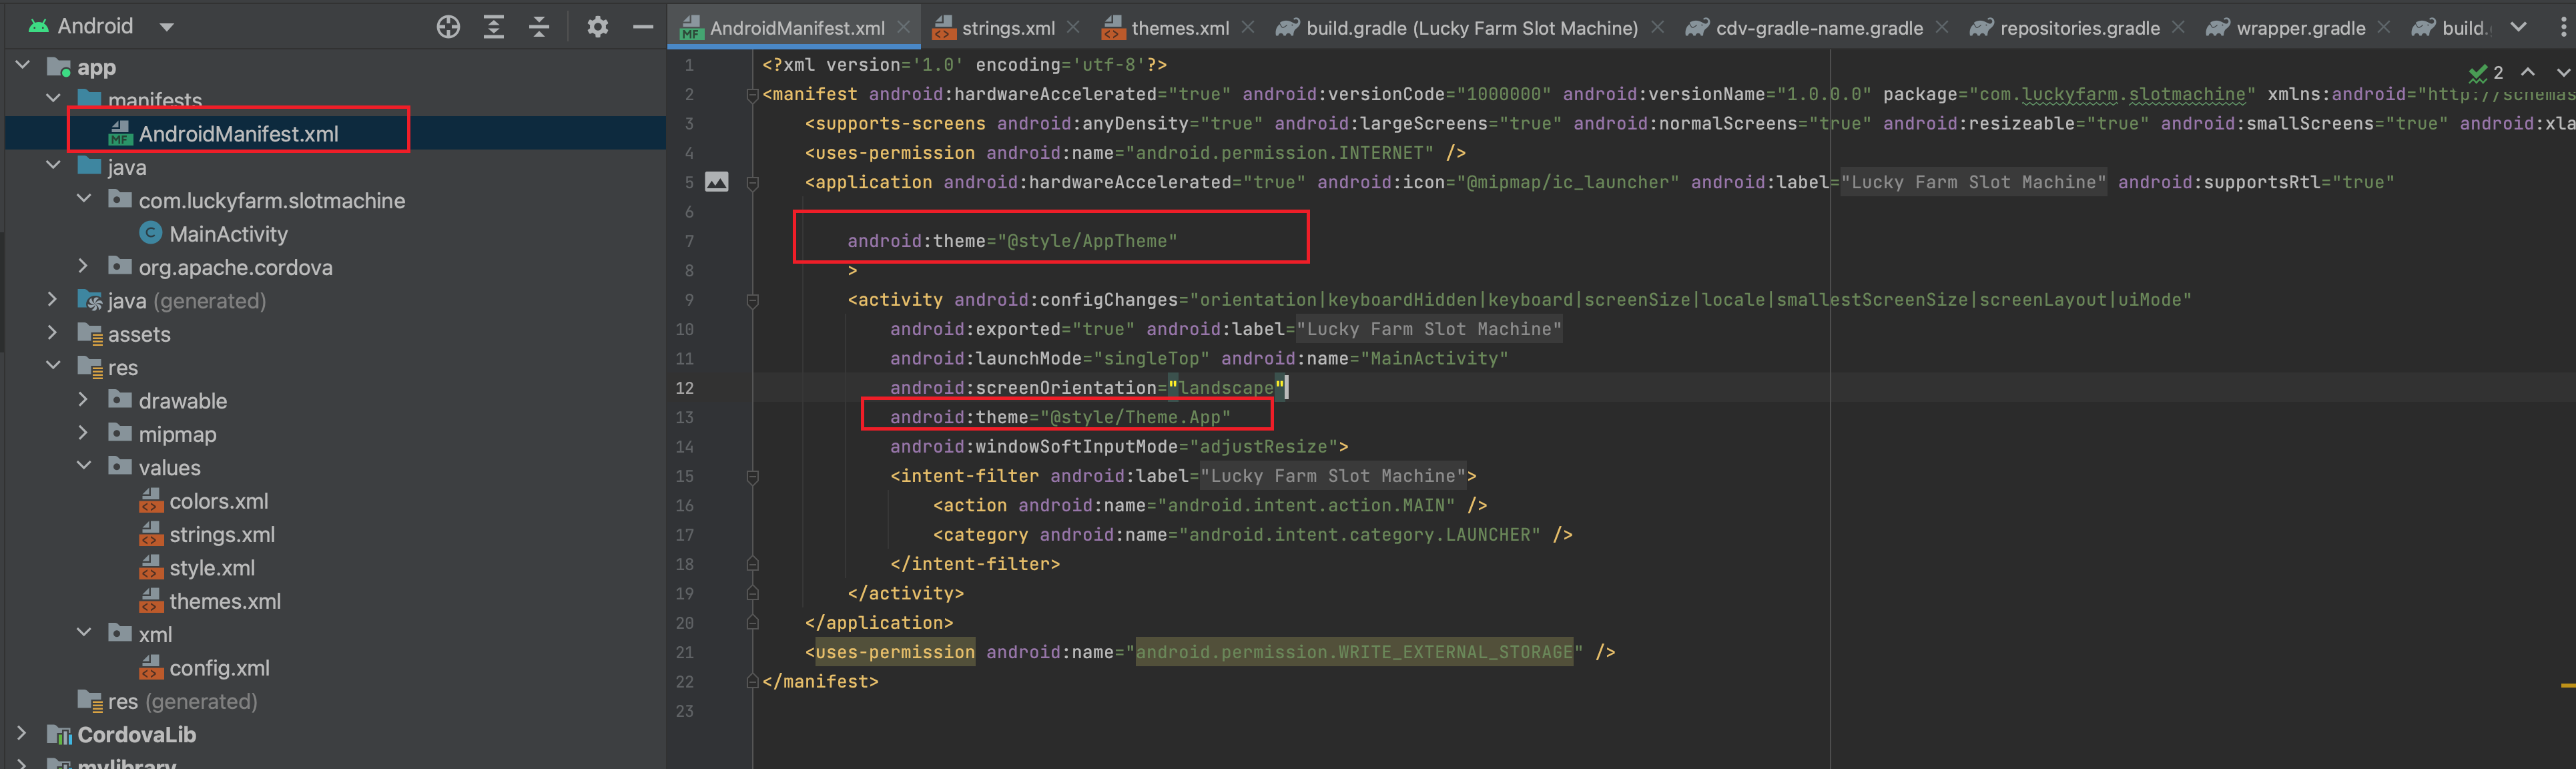 Android
AndroidManifest.xml
strings.xml
themes.xml
build.gradle (Lucky Farm Slot Machine)
cdv-gradle-name.gradle
repositories.gradle
wrapper.gradle
build.
app
manifests
AndroidManifest.xml
java
com.luckyfarm.slotmachine
MainActivity
org.apache.cordova
java (generated)
assets
res
drawable
mipmap
values
colors.xml
strings.xml
style.xml
themes.xml
xml
config.xml
res (generated)
CordovaLib
mylibrary
2
1 <?xml version='1.0' encoding='utf-8'?>
2 <manifest android:hardwareAccelerated="true" android:versionCode="1000000" android:versionName="1.0.0.0" package="com.luckyfarm.slotmachine" xmlns:android="http://schemas
3 <supports-screens android:anyDensity="true" android:largeScreens="true" android:normalScreens="true" android:resizeable="true" android:smallScreens="true" android:xla
4 <uses-permission android:name="android.permission.INTERNET" />
5 <application android:hardwareAccelerated="true" android:icon="@mipmap/ic_launcher" android:label="Lucky Farm Slot Machine" android:supportsRtl="true"
6
7 android:theme="@style/AppTheme"
8 >
9 <activity android:configChanges="orientation|keyboardHidden|keyboard|screenSize|locale|smallestScreenSize|screenLayout|uiMode"
10 android:exported="true" android:label="Lucky Farm Slot Machine"
11 android:launchMode="singleTop" android:name="MainActivity"
12 android:screenOrientation="landscape"
13 android:theme="@style/Theme.App"
14 android:windowSoftInputMode="adjustResize">
15 <intent-filter android:label="Lucky Farm Slot Machine">
16 <action android:name="android.intent.action.MAIN" />
17 <category android:name="android.intent.category.LAUNCHER" />
18 </intent-filter>
19 </activity>
20 </application>
21 <uses-permission android:name="android.permission.WRITE_EXTERNAL_STORAGE" />
22 </manifest>
23